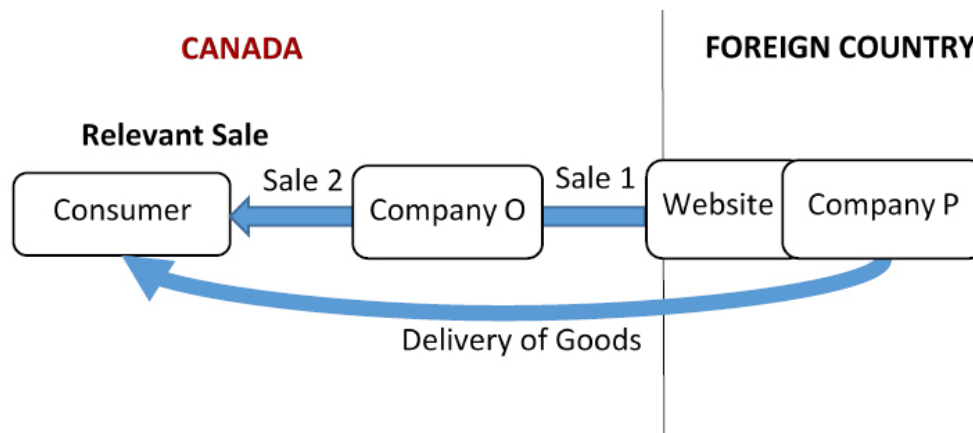 CANADA
FOREIGN COUNTRY
Relevant Sale
Sale 2
Sale 1
Consumer
Company O
Website
Company P
Delivery of Goods